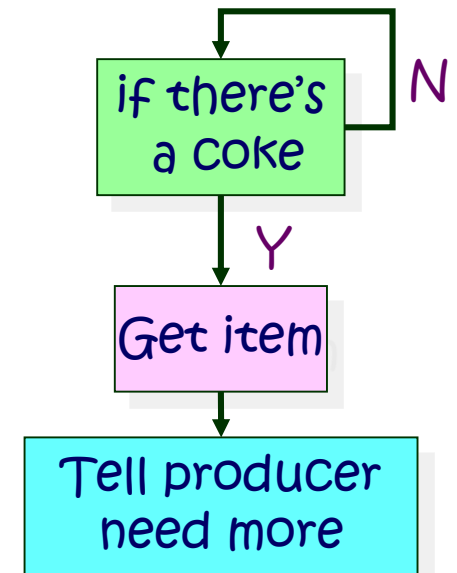 if there's
a coke
N
Y
Get item
Tell producer
need more